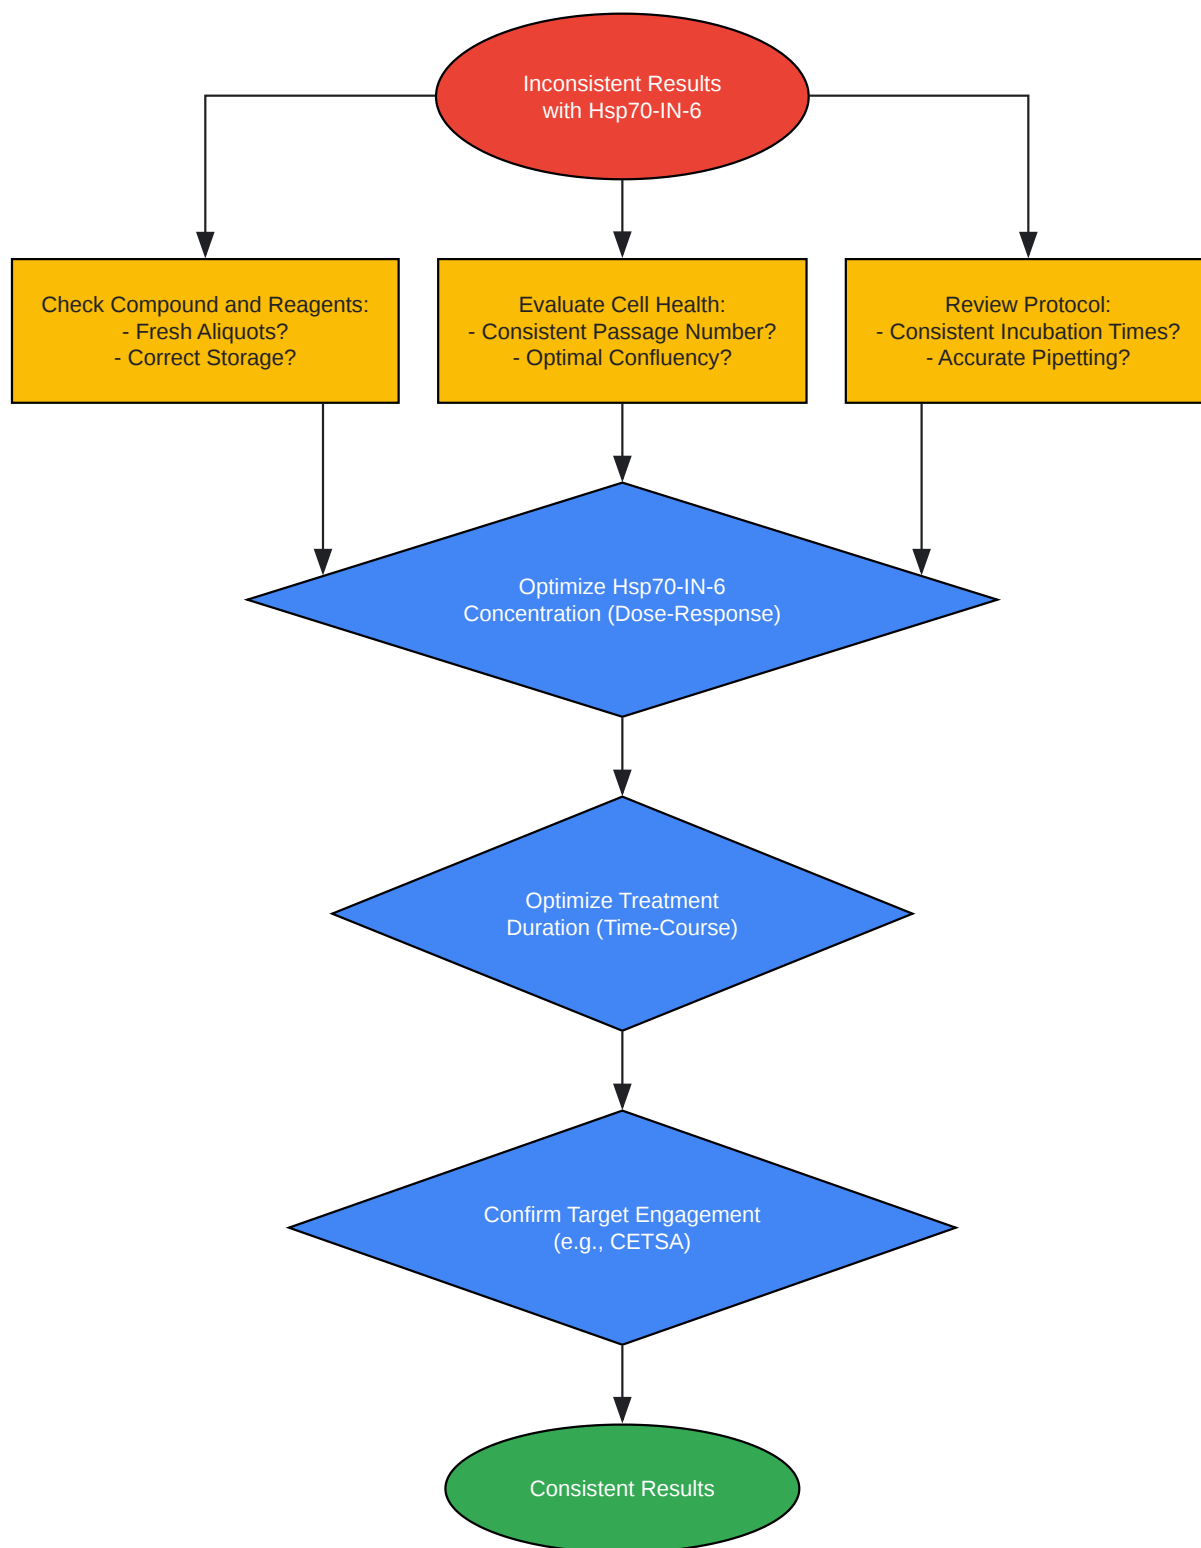 Inconsistent Results
with Hsp70-IN-6
Check Compound and Reagents:
- Fresh Aliquots?
- Correct Storage?
Evaluate Cell Health:
- Consistent Passage Number?
- Optimal Confluency?
Review Protocol:
- Consistent Incubation Times?
- Accurate Pipetting?
Optimize Hsp70-IN-6
Concentration (Dose-Response)
Optimize Treatment
Duration (Time-Course)
Confirm Target Engagement
(e.g., CETSA)
Consistent Results